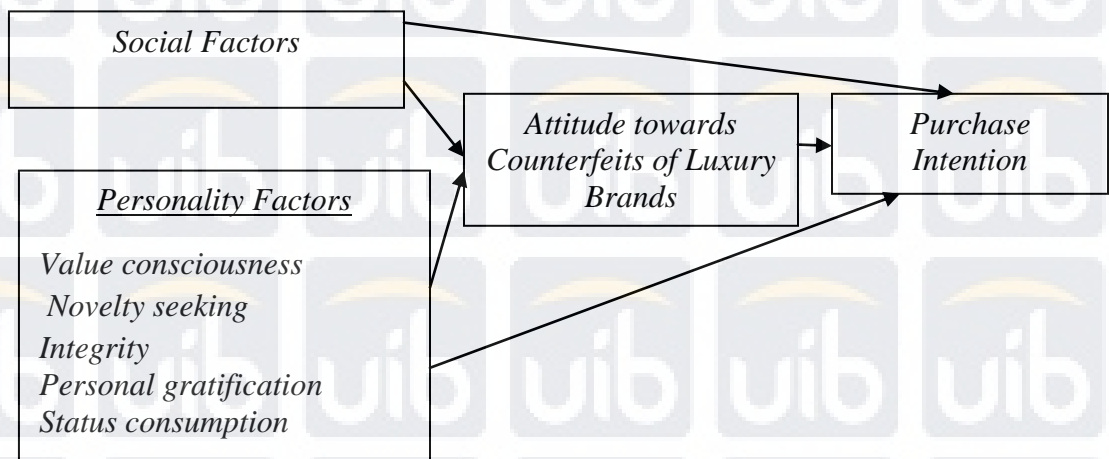 Social Factors
Attitude towards
Counterfeits of Luxury
Brands
Purchase
Intention
Personality Factors
Value consciousness
Novelty seeking
Integrity
Personal gratification
Status consumption
uib